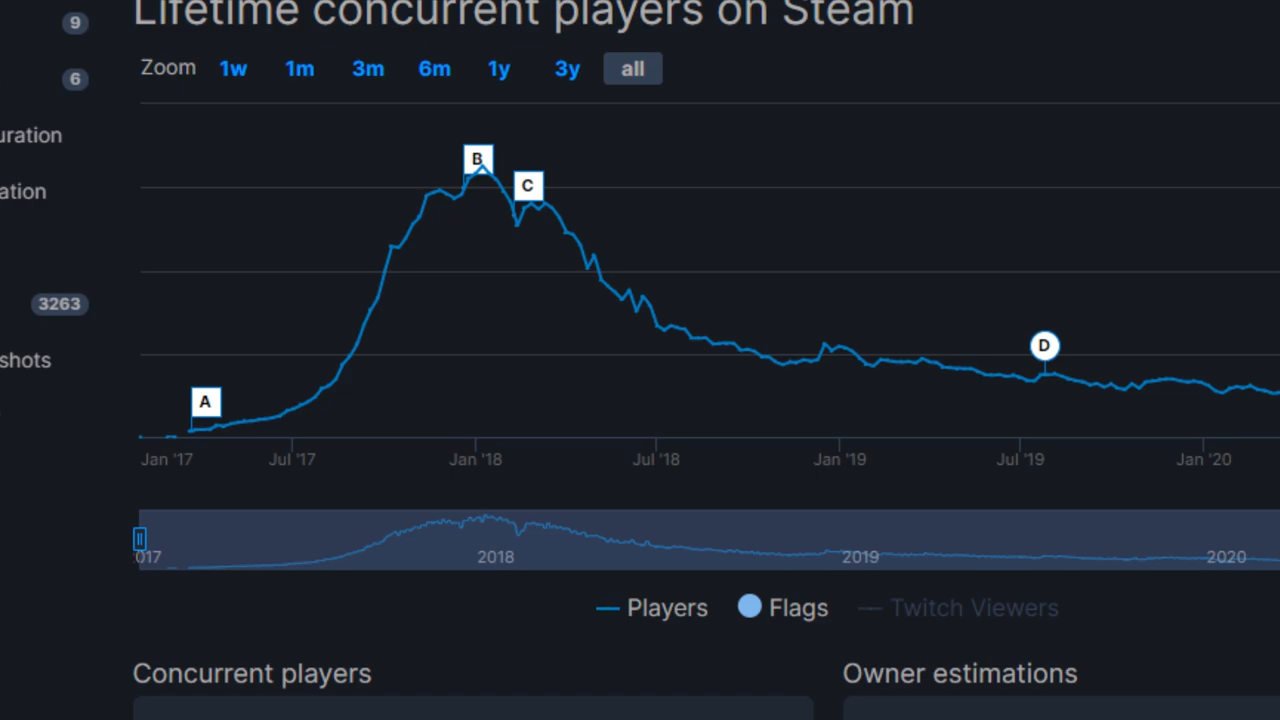 Lifetime concurrent players on Steam
9
Zoom 1w 1m 3m 6m 1y 3y all
6
uration
B
C
ation
3263
D
shots
A
Jan '17 Jul '17 Jan '18 Jul '18 Jan '19 Jul '19 Jan '20
017 2018 2019 2020
Players Flags Twitch Viewers
Concurrent players Owner estimations